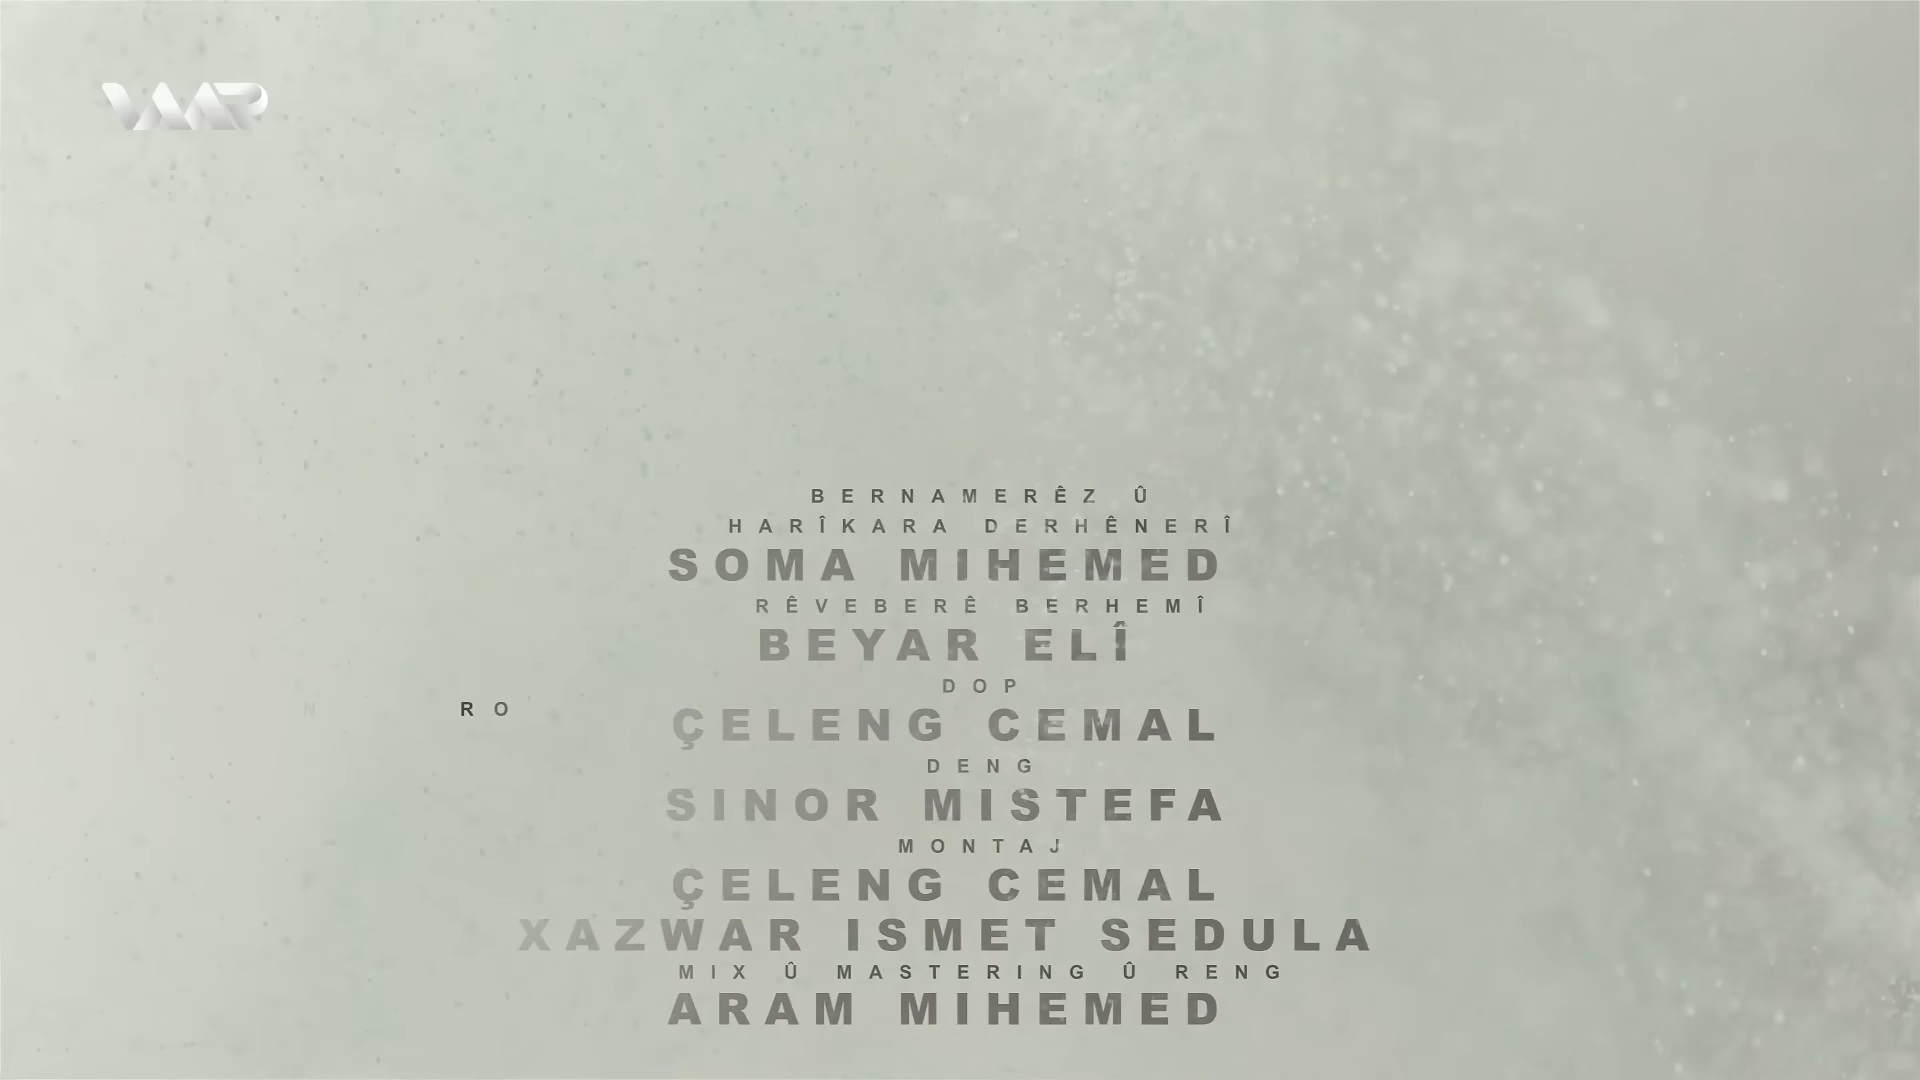 BERNAMERÊZ Û
HARÎKARA DERHÊNERÎ
SOMA MIHEMED
RÊVEBERÊ BERHEMÎ
BEYAR ELÎ
DOP
ÇELENG CEMAL
N RO
DENG
SINOR MISTEFA
MONTAJ
ÇELENG CEMAL
XAZWAR ISMET SEDULA
MIX Û MASTERING Û RENG
ARAM MIHEMED